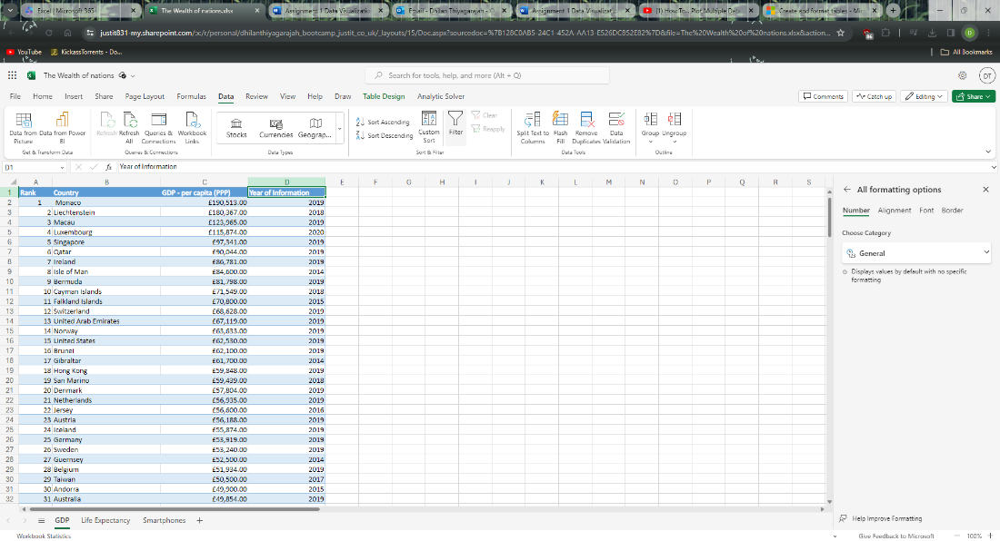 Excel | Microsoft 365
The Wealth of nations.xlsx
Assignment 1 Data Visualizatio
Email - Dhilan Thiyagarajah - O
Assignment 1 Data Visualizat
(1) How To... Plot Multiple Dat
Create and format tables - Mic
justit831-my.sharepoint.com/:x:/r/personal/dhilanthiyagarajah_bootcamp_justit_co_uk/_layouts/15/Doc.aspx?sourcedoc=%7B128C0AB5-24C1-452A-AA13-E526DC852E82%7D&file=The%20Wealth%20of%20nations.xlsx&action...
YouTube KickassTorrents - Do...
All Bookmarks
The Wealth of nations
Search for tools, help, and more (Alt + Q)
DT
File Home Insert Share Page Layout Formulas Data Review View Help Draw Table Design Analytic Solver
Comments Catch up Editing Share
Data from Picture
Data from Power BI
Refresh
Refresh All
Queries & Connections
Workbook Links
Stocks Currencies Geograp...
Sort Ascending
Sort Descending
Custom Sort
Filter
Clear
Reapply
Split Text to Columns
Flash Fill
Remove Duplicates
Data Validation
Group Ungroup
Get & Transform Data Queries & Connections Data Types Sort & Filter Data Tools Outline
D1 fx Year of Information
A B C D E F G H I J K L M N O P Q R S
1 Rank Country GDP - per capita (PPP) Year of Information
2 1 Monaco £190,513.00 2019
3 2 Liechtenstein £180,367.00 2018
4 3 Macau £123,965.00 2019
5 4 Luxembourg £115,874.00 2020
6 5 Singapore £97,341.00 2019
7 6 Qatar £90,044.00 2019
8 7 Ireland £86,781.00 2019
9 8 Isle of Man £84,600.00 2014
10 9 Bermuda £81,798.00 2019
11 10 Cayman Islands £71,549.00 2018
12 11 Falkland Islands £70,800.00 2015
13 12 Switzerland £68,628.00 2019
14 13 United Arab Emirates £67,119.00 2019
15 14 Norway £63,633.00 2019
16 15 United States £62,530.00 2019
17 16 Brunei £62,100.00 2019
18 17 Gibraltar £61,700.00 2014
19 18 Hong Kong £59,848.00 2019
20 19 San Marino £59,439.00 2018
21 20 Denmark £57,804.00 2019
22 21 Netherlands £56,935.00 2019
23 22 Jersey £56,600.00 2016
24 23 Austria £56,188.00 2019
25 24 Iceland £55,874.00 2019
26 25 Germany £53,919.00 2019
27 26 Sweden £53,240.00 2019
28 27 Guernsey £52,500.00 2014
29 28 Belgium £51,934.00 2019
30 29 Taiwan £50,500.00 2017
31 30 Andorra £49,900.00 2015
32 31 Australia £49,854.00 2019
All formatting options
Number Alignment Font Border
Choose Category
General
Displays values by default with no specific
formatting
Help Improve Formatting
GDP Life Expectancy Smartphones
Workbook Statistics
Give Feedback to Microsoft
100%